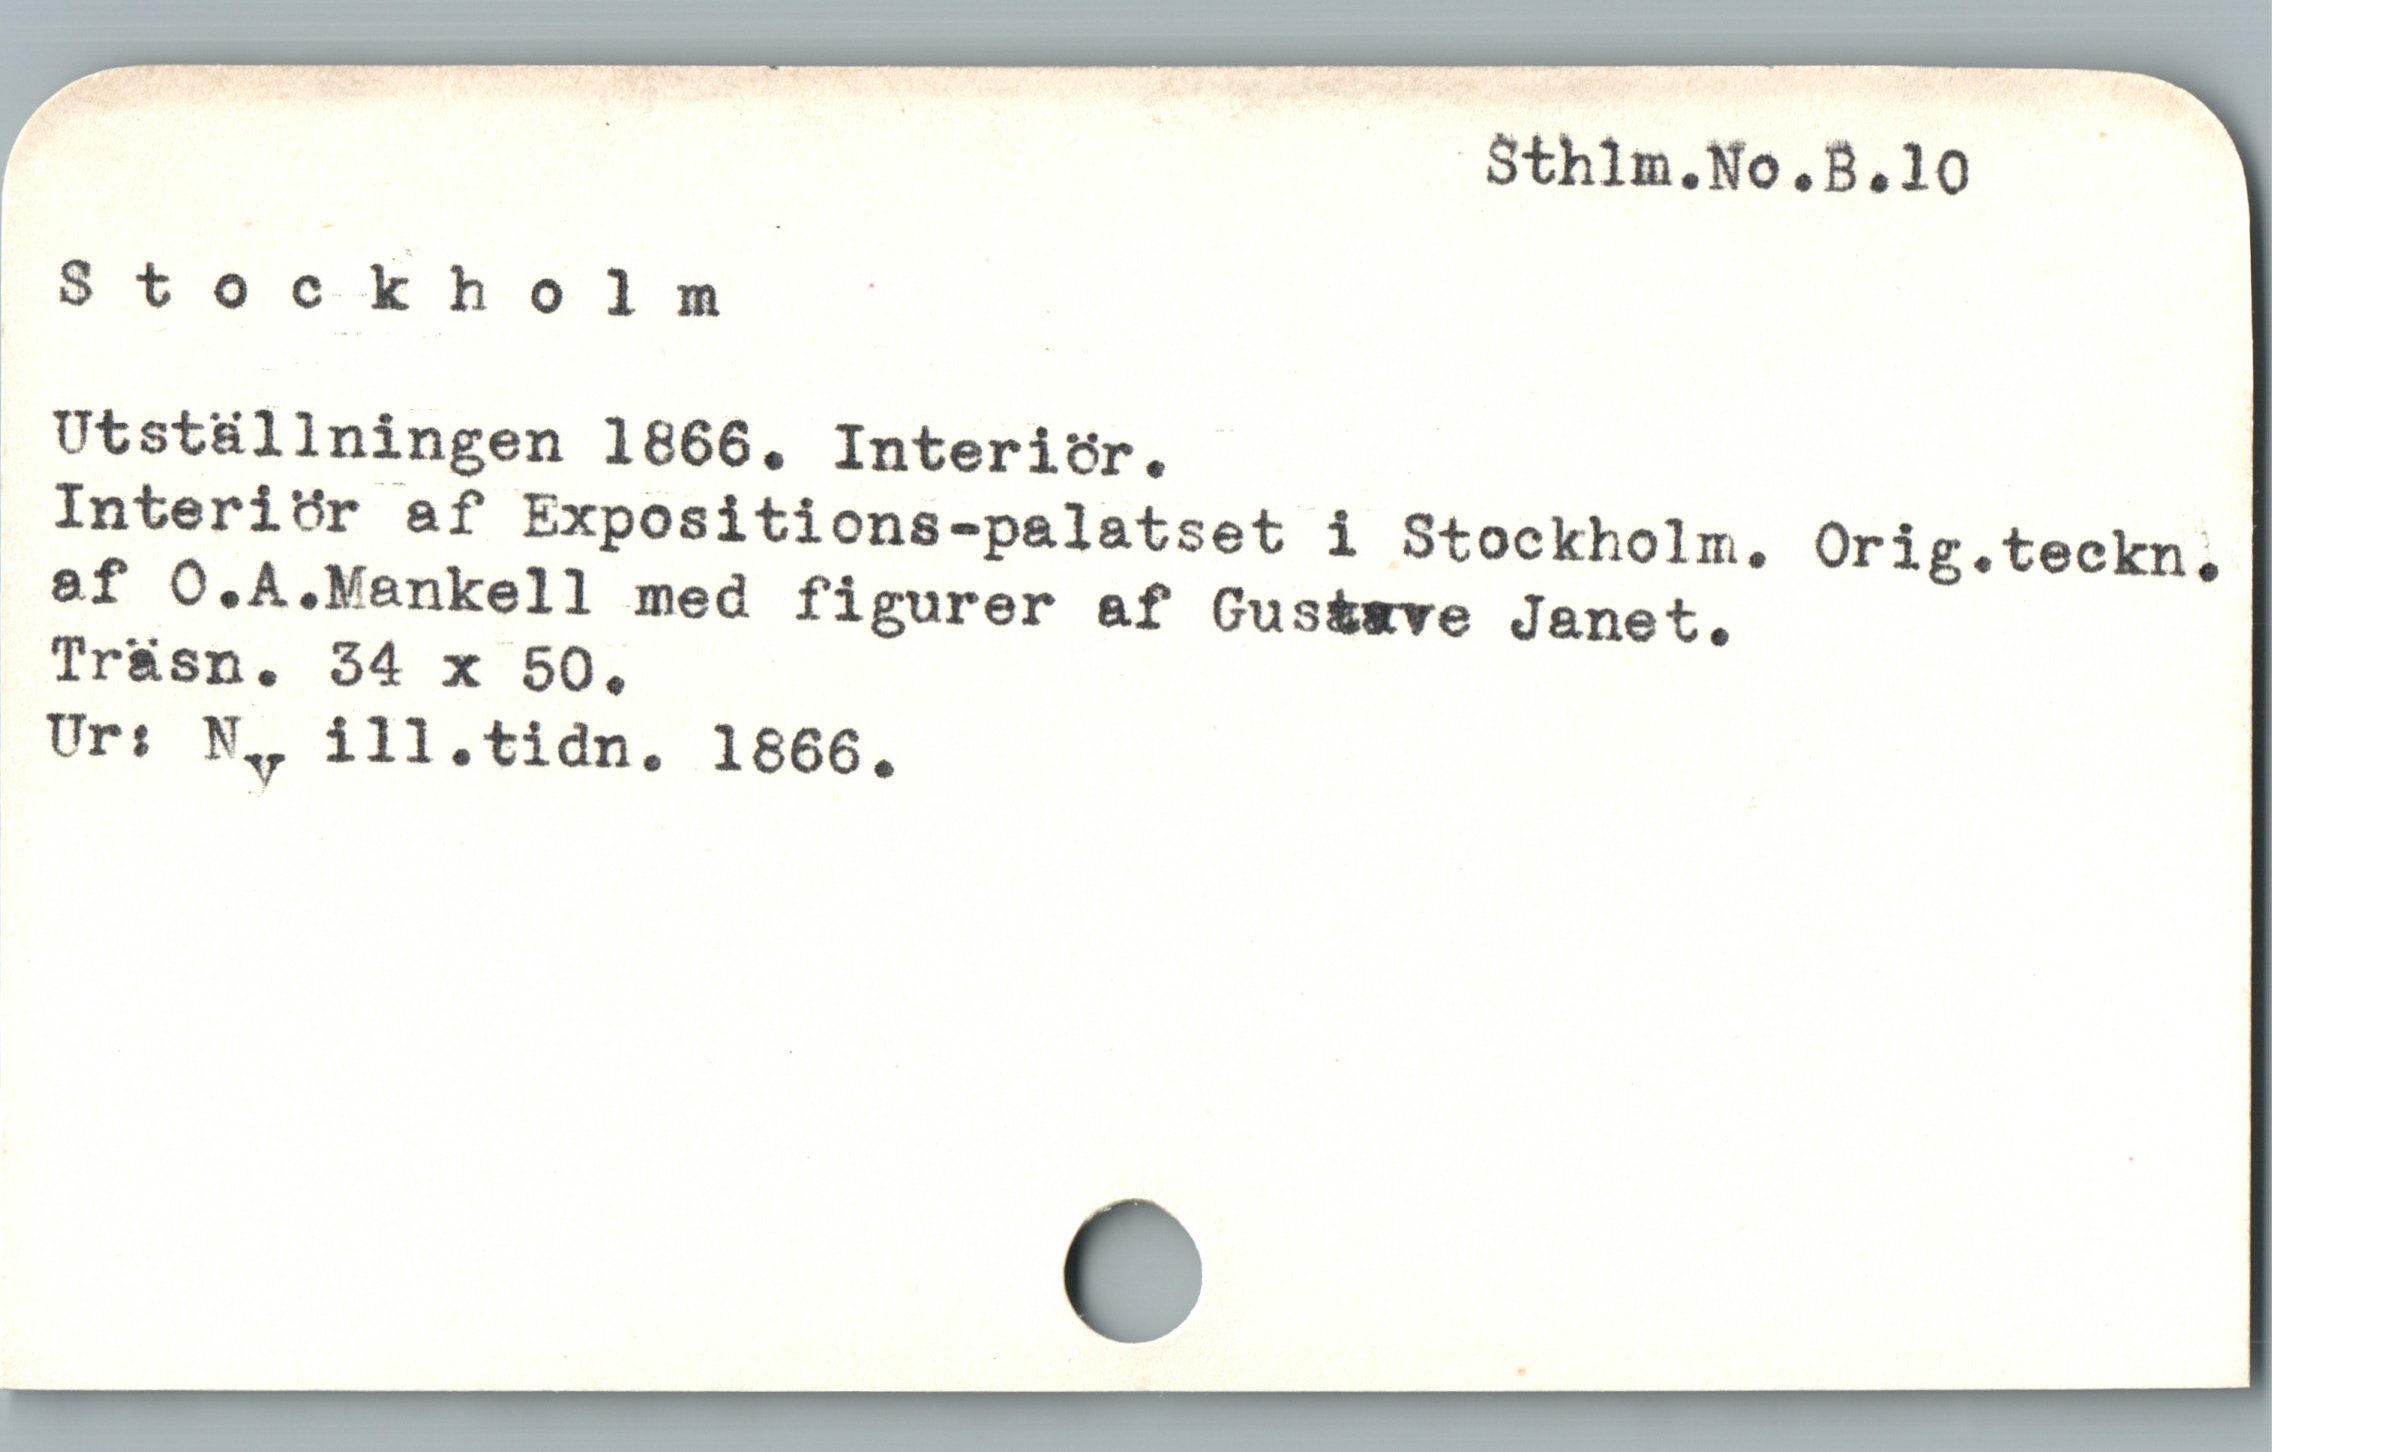 Sthlm.No.B.10
S t o c k h o l m
Utställningen 1866. Interiör.
Interiör af Expositions-palatset i Stockholm. Orig.teckn.
af O.A.Mankell med figurer af Gustave Janet.
Träsn. 34 x 50.
Ur: Ny ill.tidn. 1866.